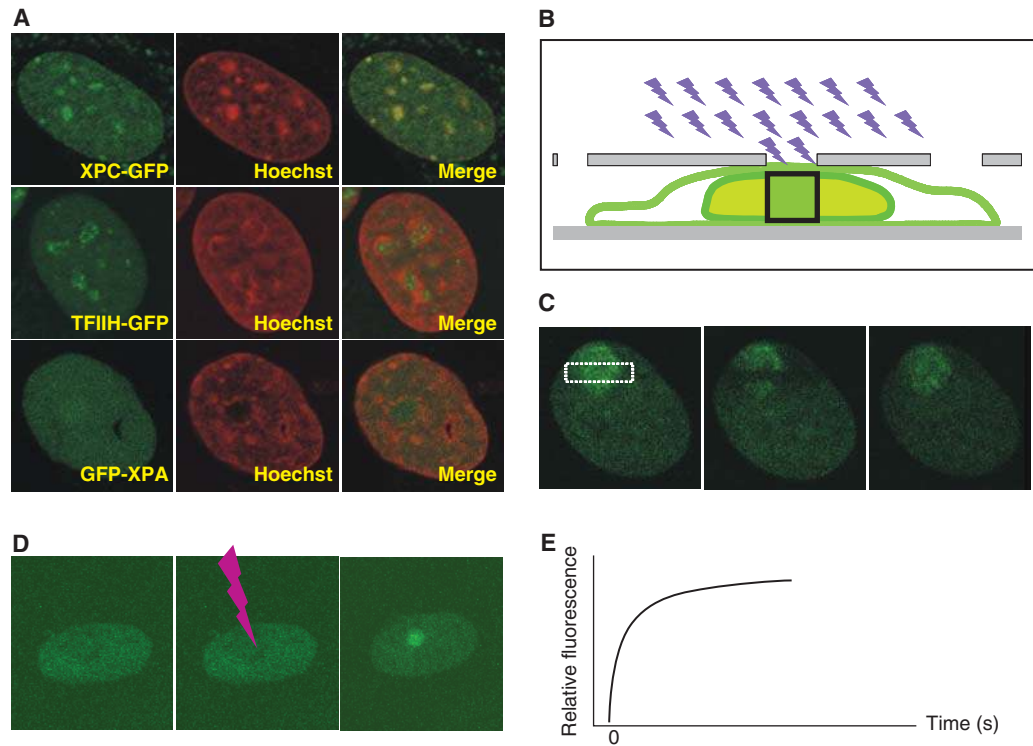 A
XPC-GFP
Hoechst
Merge
TFIIH-GFP
Hoechst
Merge
GFP-XPA
Hoechst
Merge
B
C
D
E
Relative fluorescence
0
Time (s)